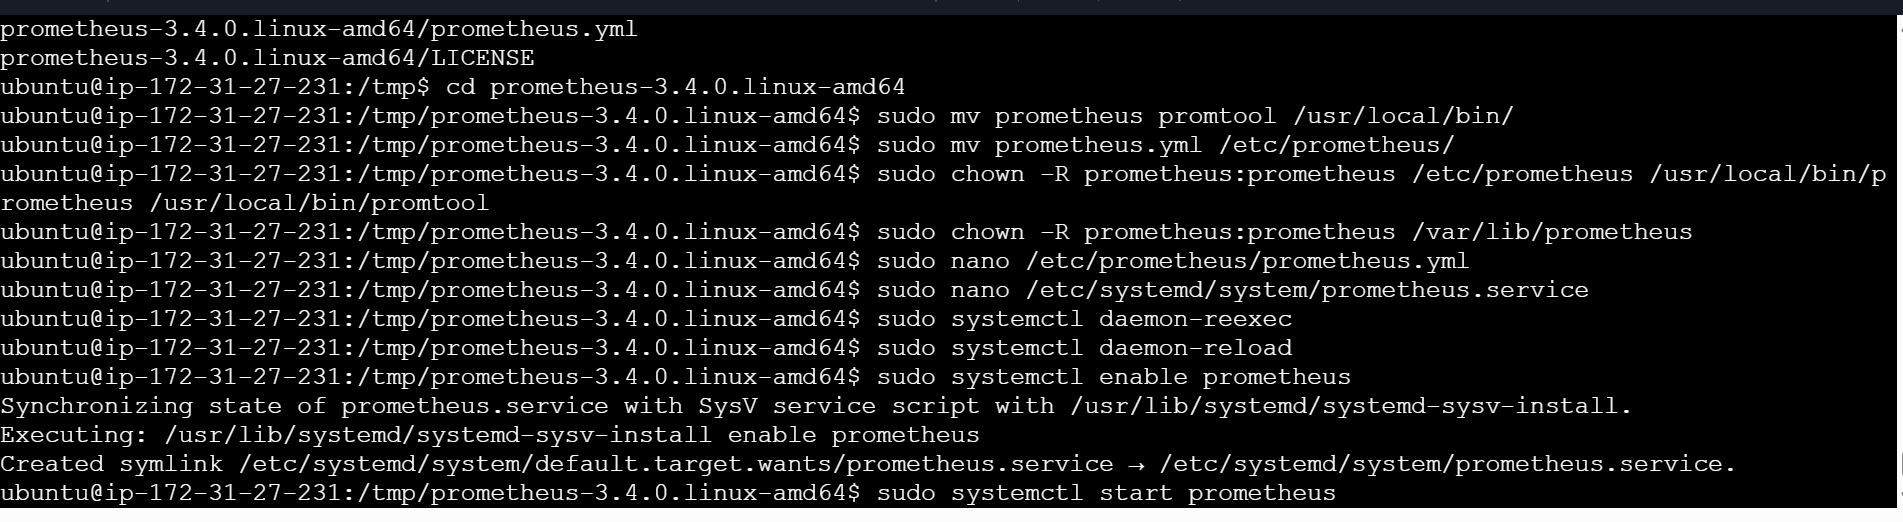 prometheus-3.4.0.linux-amd64/prometheus.yml
prometheus-3.4.0.linux-amd64/LICENSE
ubuntu@ip-172-31-27-231:/tmp$ cd prometheus-3.4.0.linux-amd64
ubuntu@ip-172-31-27-231:/tmp/prometheus-3.4.0.linux-amd64$ sudo mv prometheus promtool /usr/local/bin/
ubuntu@ip-172-31-27-231:/tmp/prometheus-3.4.0.linux-amd64$ sudo mv prometheus.yml /etc/prometheus/
ubuntu@ip-172-31-27-231:/tmp/prometheus-3.4.0.linux-amd64$ sudo chown -R prometheus:prometheus /etc/prometheus /usr/local/bin/p
rometheus /usr/local/bin/promtool
ubuntu@ip-172-31-27-231:/tmp/prometheus-3.4.0.linux-amd64$ sudo chown -R prometheus:prometheus /var/lib/prometheus
ubuntu@ip-172-31-27-231:/tmp/prometheus-3.4.0.linux-amd64$ sudo nano /etc/prometheus/prometheus.yml
ubuntu@ip-172-31-27-231:/tmp/prometheus-3.4.0.linux-amd64$ sudo nano /etc/systemd/system/prometheus.service
ubuntu@ip-172-31-27-231:/tmp/prometheus-3.4.0.linux-amd64$ sudo systemctl daemon-reexec
ubuntu@ip-172-31-27-231:/tmp/prometheus-3.4.0.linux-amd64$ sudo systemctl daemon-reload
ubuntu@ip-172-31-27-231:/tmp/prometheus-3.4.0.linux-amd64$ sudo systemctl enable prometheus
Synchronizing state of prometheus.service with SysV service script with /usr/lib/systemd/systemd-sysv-install.
Executing: /usr/lib/systemd/systemd-sysv-install enable prometheus
Created symlink /etc/systemd/system/default.target.wants/prometheus.service → /etc/systemd/system/prometheus.service.
ubuntu@ip-172-31-27-231:/tmp/prometheus-3.4.0.linux-amd64$ sudo systemctl start prometheus